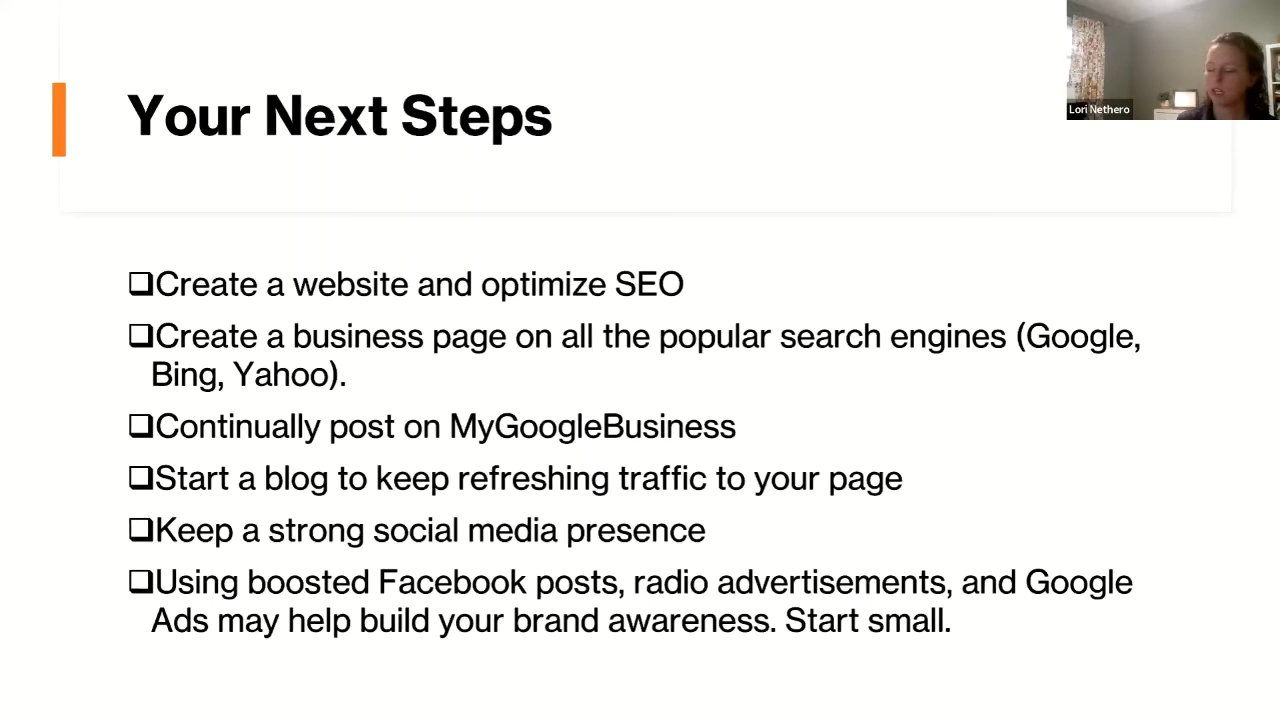 Your Next Steps
Lori Nethero
❑Create a website and optimize SEO
❑Create a business page on all the popular search engines (Google,
Bing, Yahoo).
❑Continually post on MyGoogleBusiness
❑Start a blog to keep refreshing traffic to your page
❑Keep a strong social media presence
❑Using boosted Facebook posts, radio advertisements, and Google
Ads may help build your brand awareness. Start small.